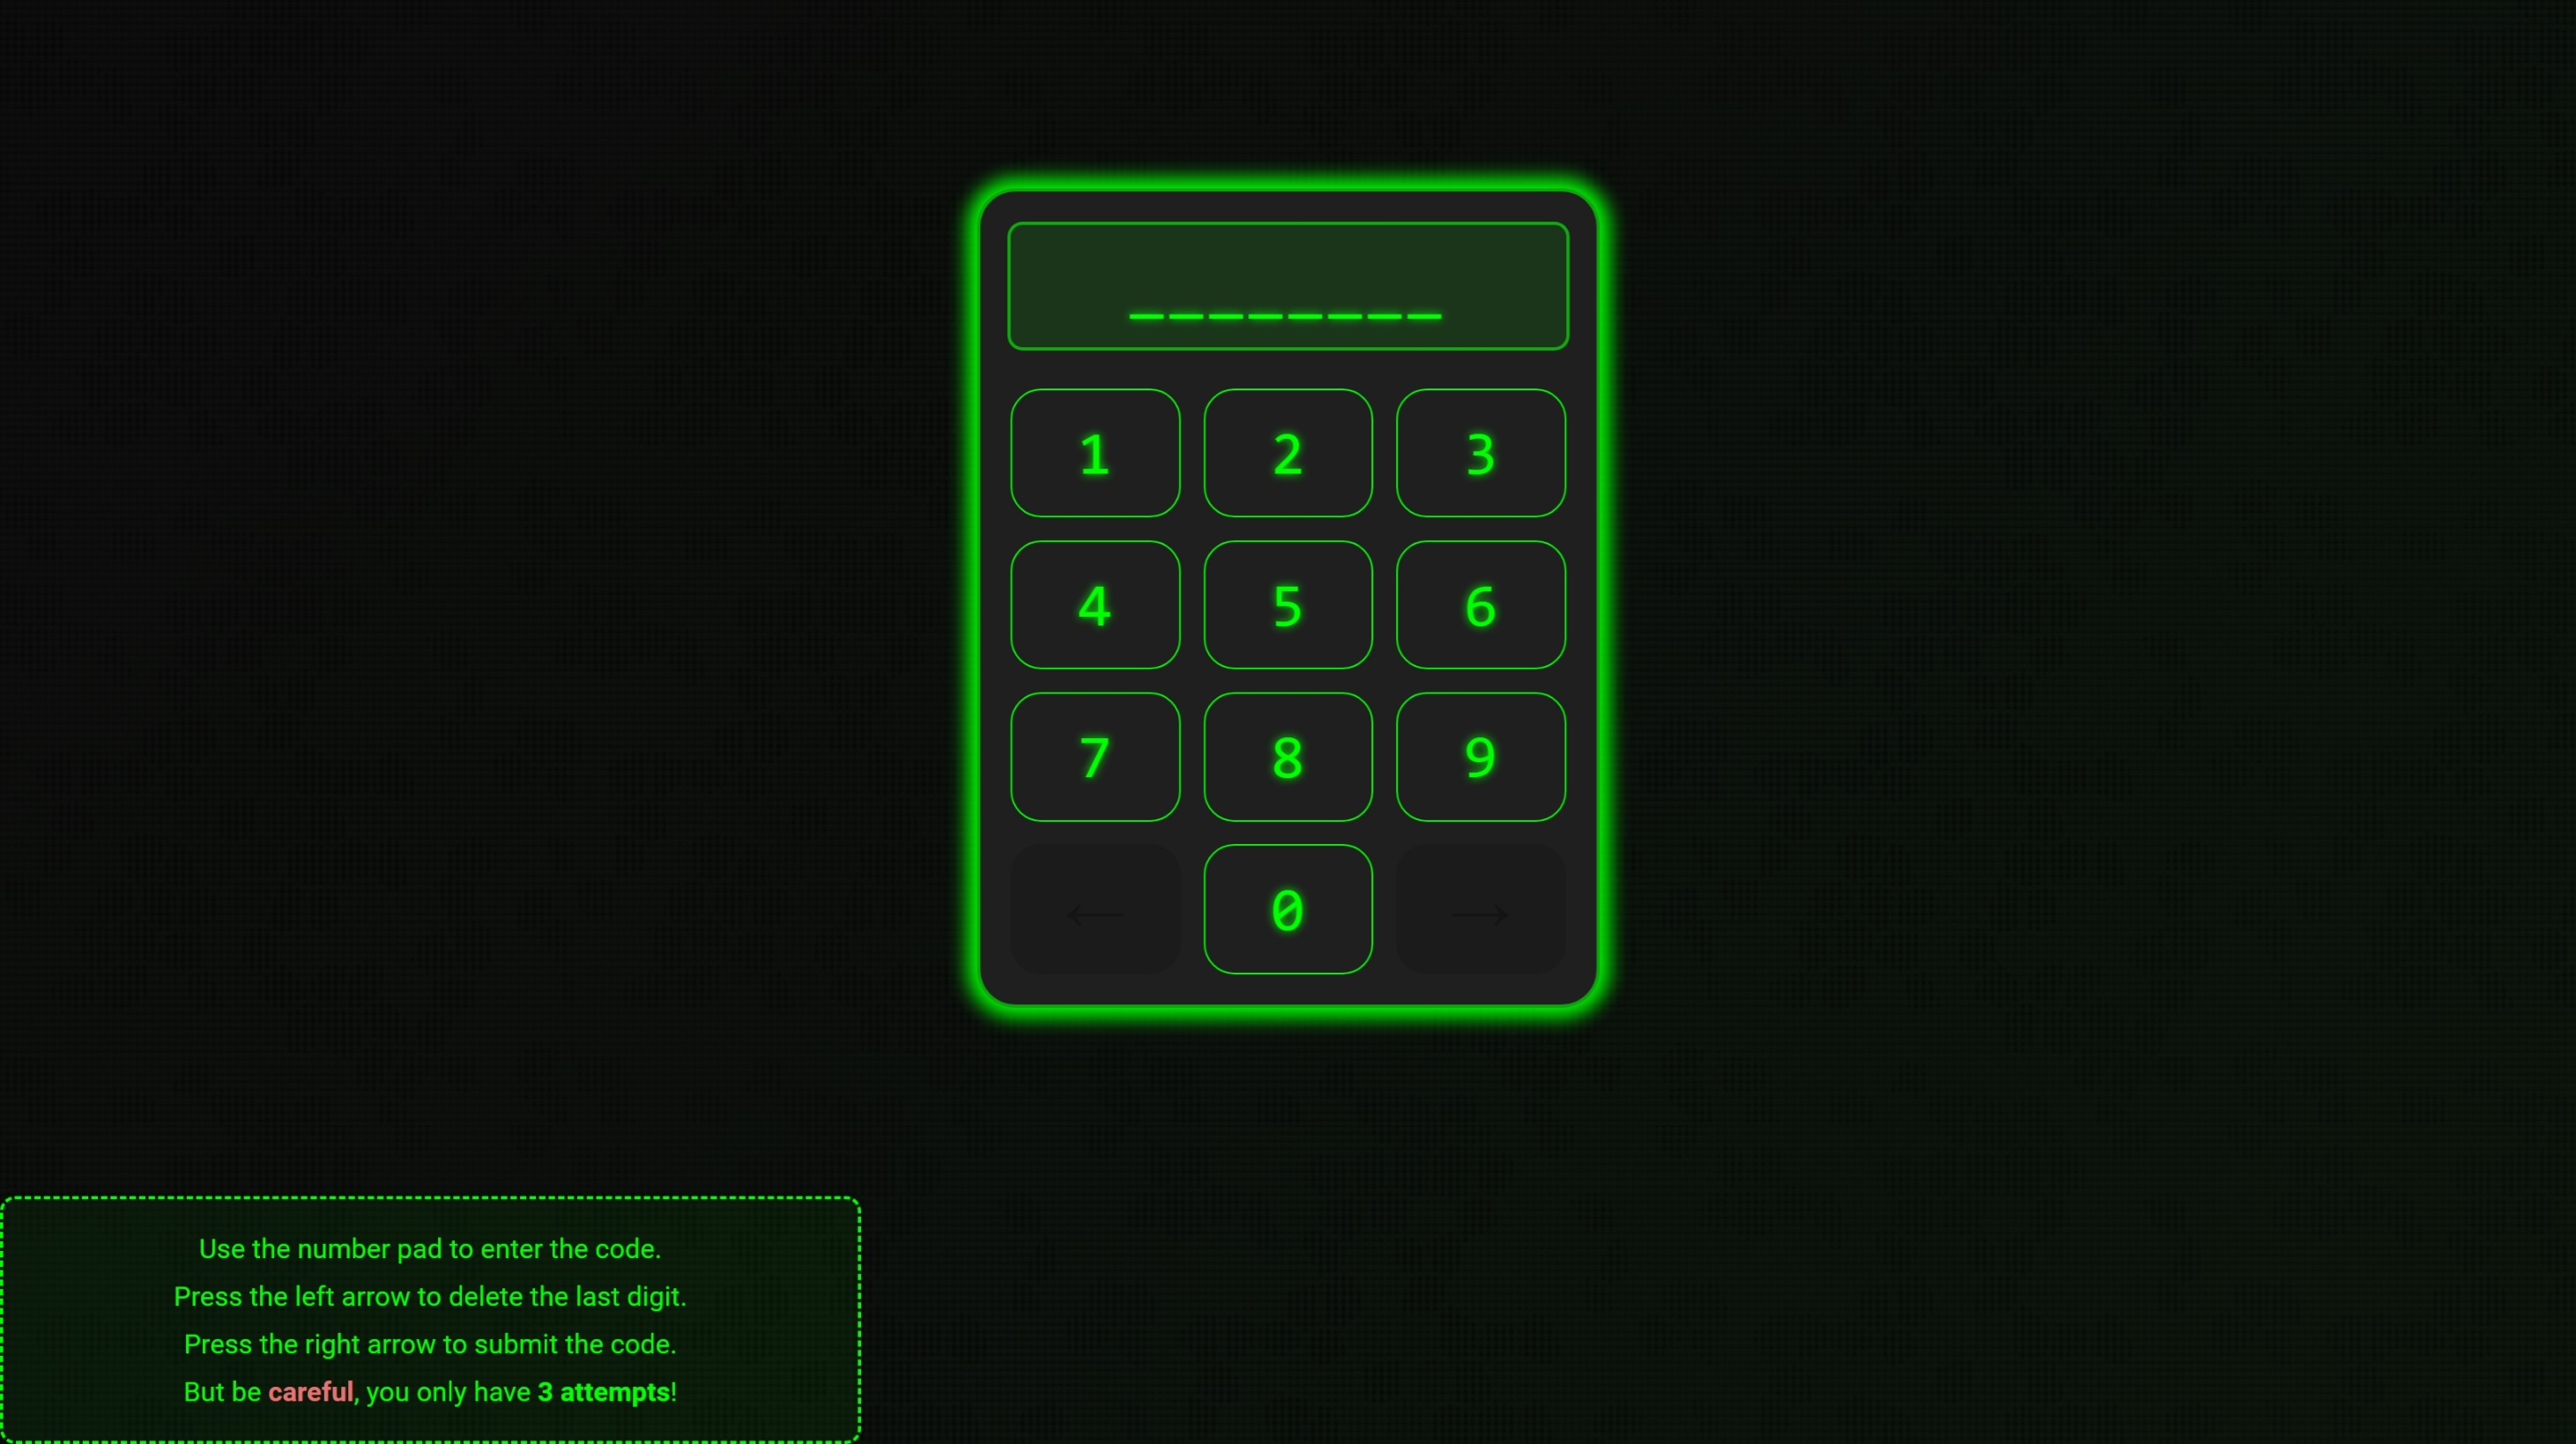 ________
1 2 3
4 5 6
7 8 9
← 0 →
Use the number pad to enter the code.
Press the left arrow to delete the last digit.
Press the right arrow to submit the code.
But be careful, you only have 3 attempts!